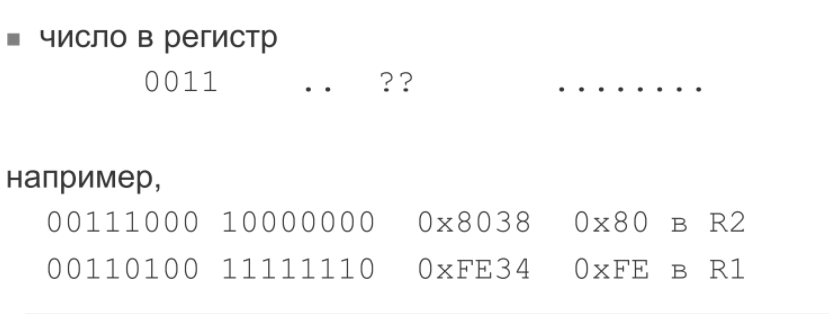 ■ число в регистр
0011 .. ?? ........
например,
00111000 10000000 0x8038 0x80 в R2
00110100 11111110 0xFE34 0xFE в R1